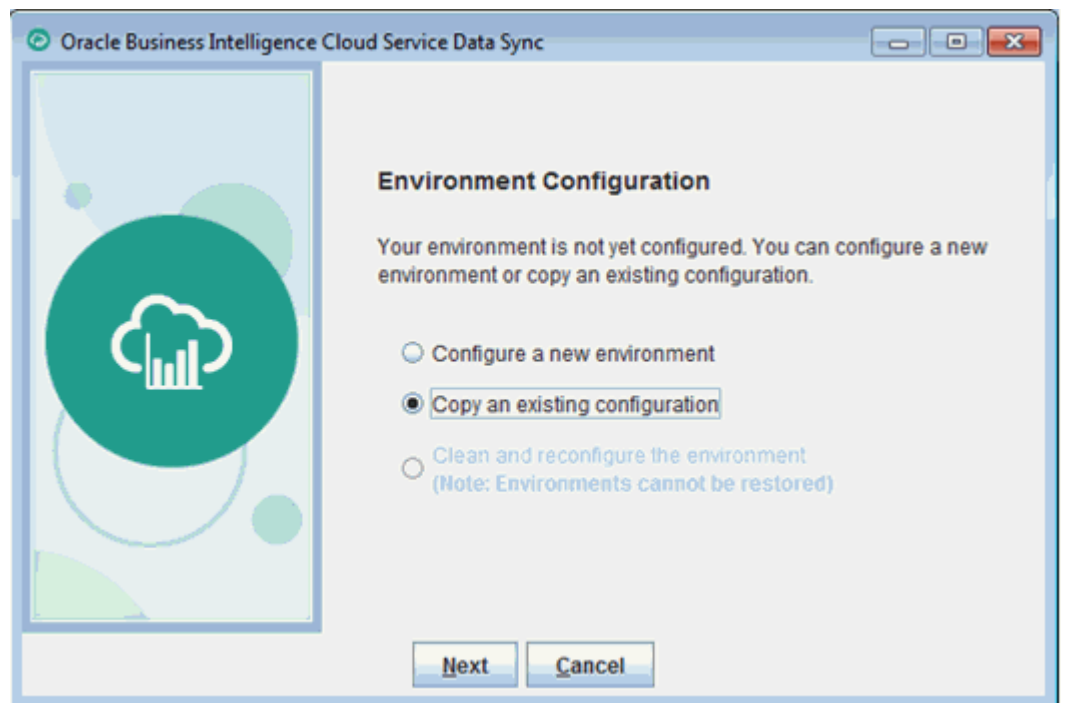 Oracle Business Intelligence Cloud Service Data Sync
Environment Configuration
Your environment is not yet configured. You can configure a new
environment or copy an existing configuration.
Configure a new environment
Copy an existing configuration
Clean and reconfigure the environment
(Note: Environments cannot be restored)
Next Cancel